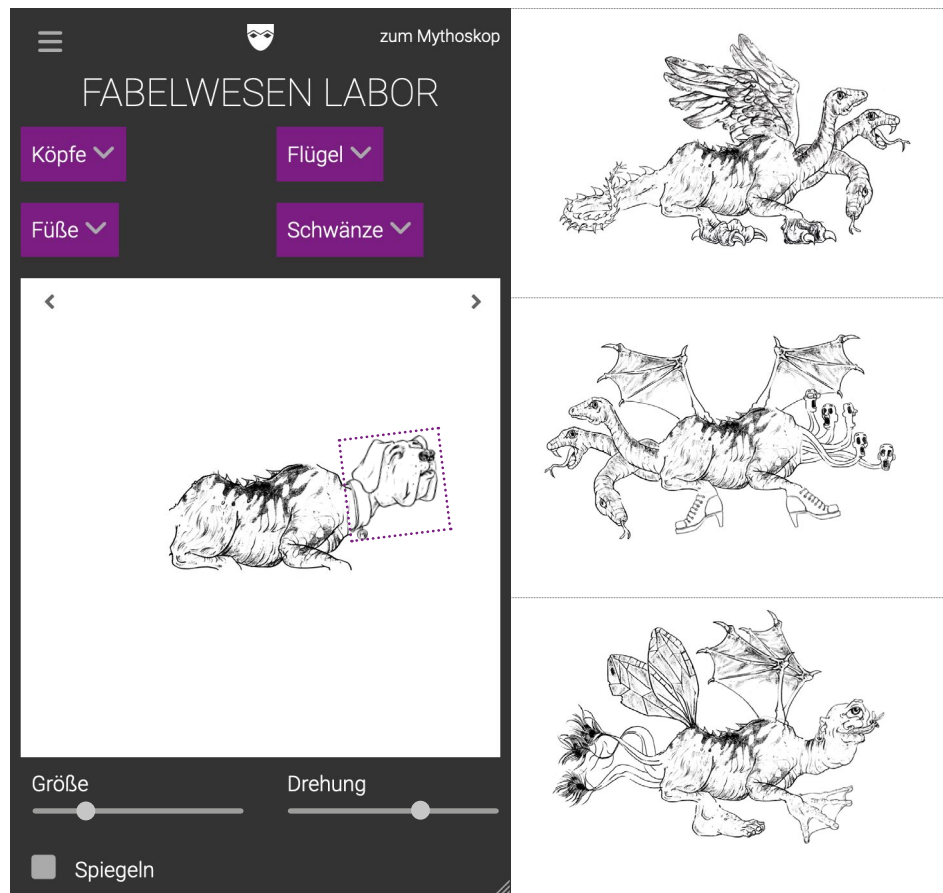 zum Mythoskop
FABELWESEN LABOR
Köpfe
Flügel
Füße
Schwänze
Größe
Drehung
Spiegeln